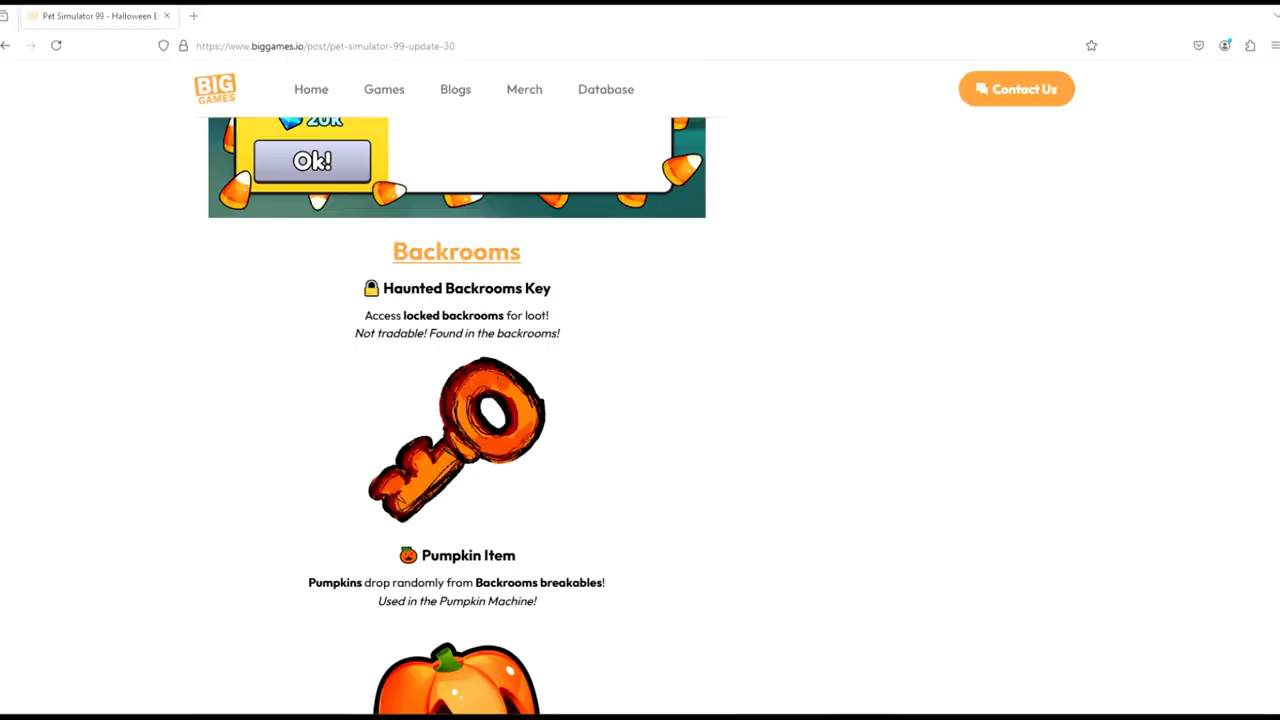 Pet Simulator 99 - Halloween E
https://www.biggames.io/post/pet-simulator-99-update-30
BIG
GAMES
Home
Games
Blogs
Merch
Database
Contact Us
20k
Ok!
Backrooms
Haunted Backrooms Key
Access locked backrooms for loot!
Not tradable! Found in the backrooms!
Pumpkin Item
Pumpkins drop randomly from Backrooms breakables!
Used in the Pumpkin Machine!